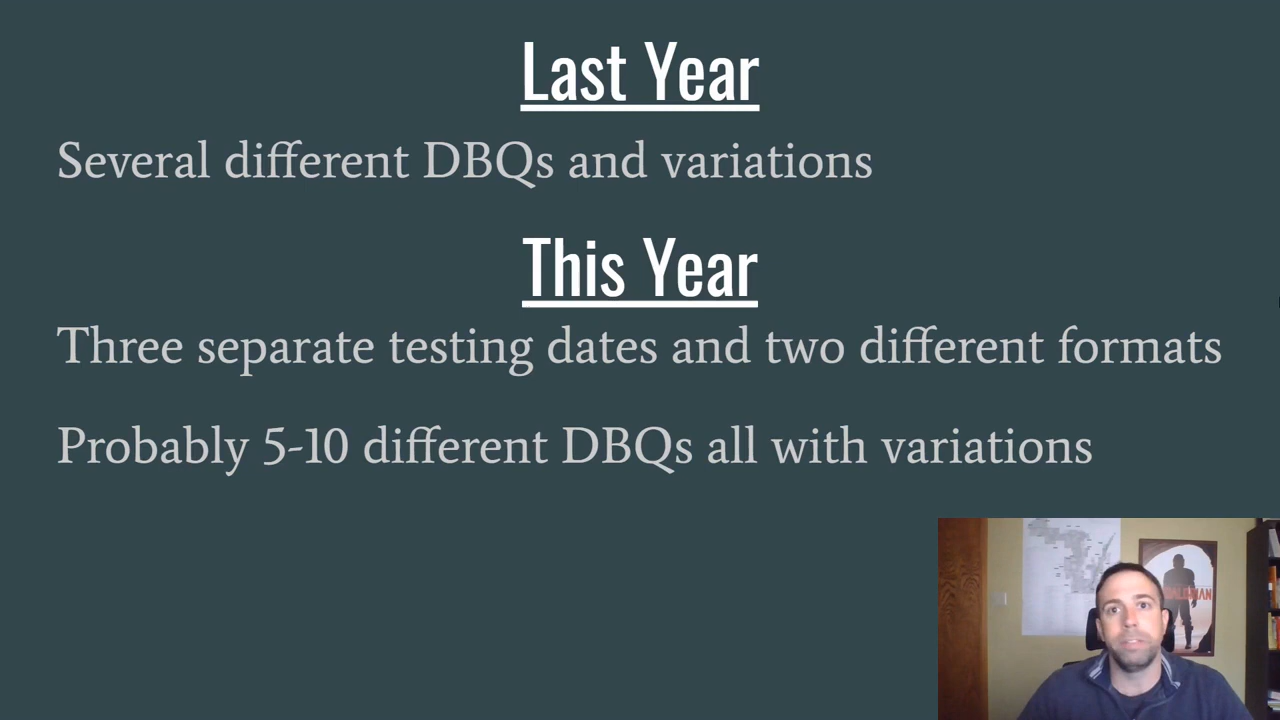 Last Year
Several different DBQs and variations
This Year
Three separate testing dates and two different formats
Probably 5-10 different DBQs all with variations